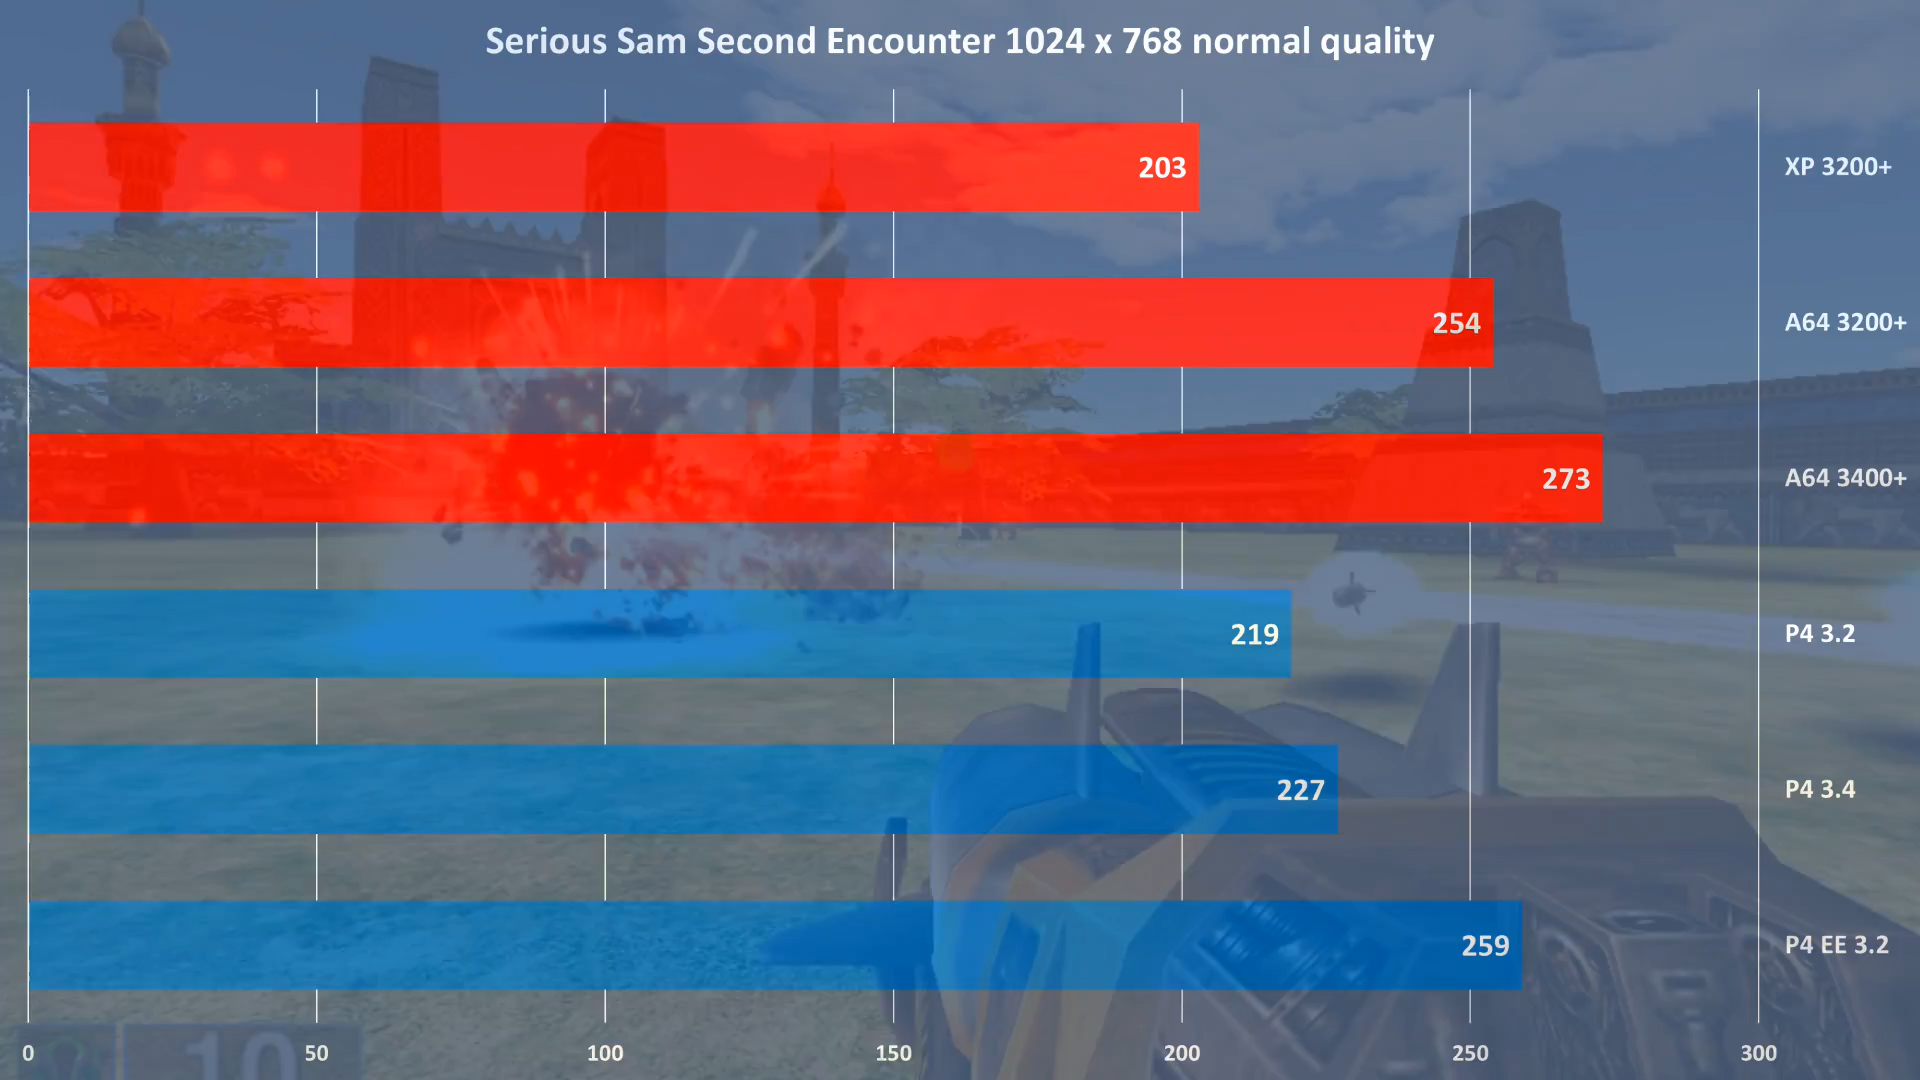 Serious Sam Second Encounter 1024 x 768 normal quality
203 XP 3200+
254 A64 3200+
273 A64 3400+
219 P4 3.2
227 P4 3.4
259 P4 EE 3.2
10
0 50 100 150 200 250 300